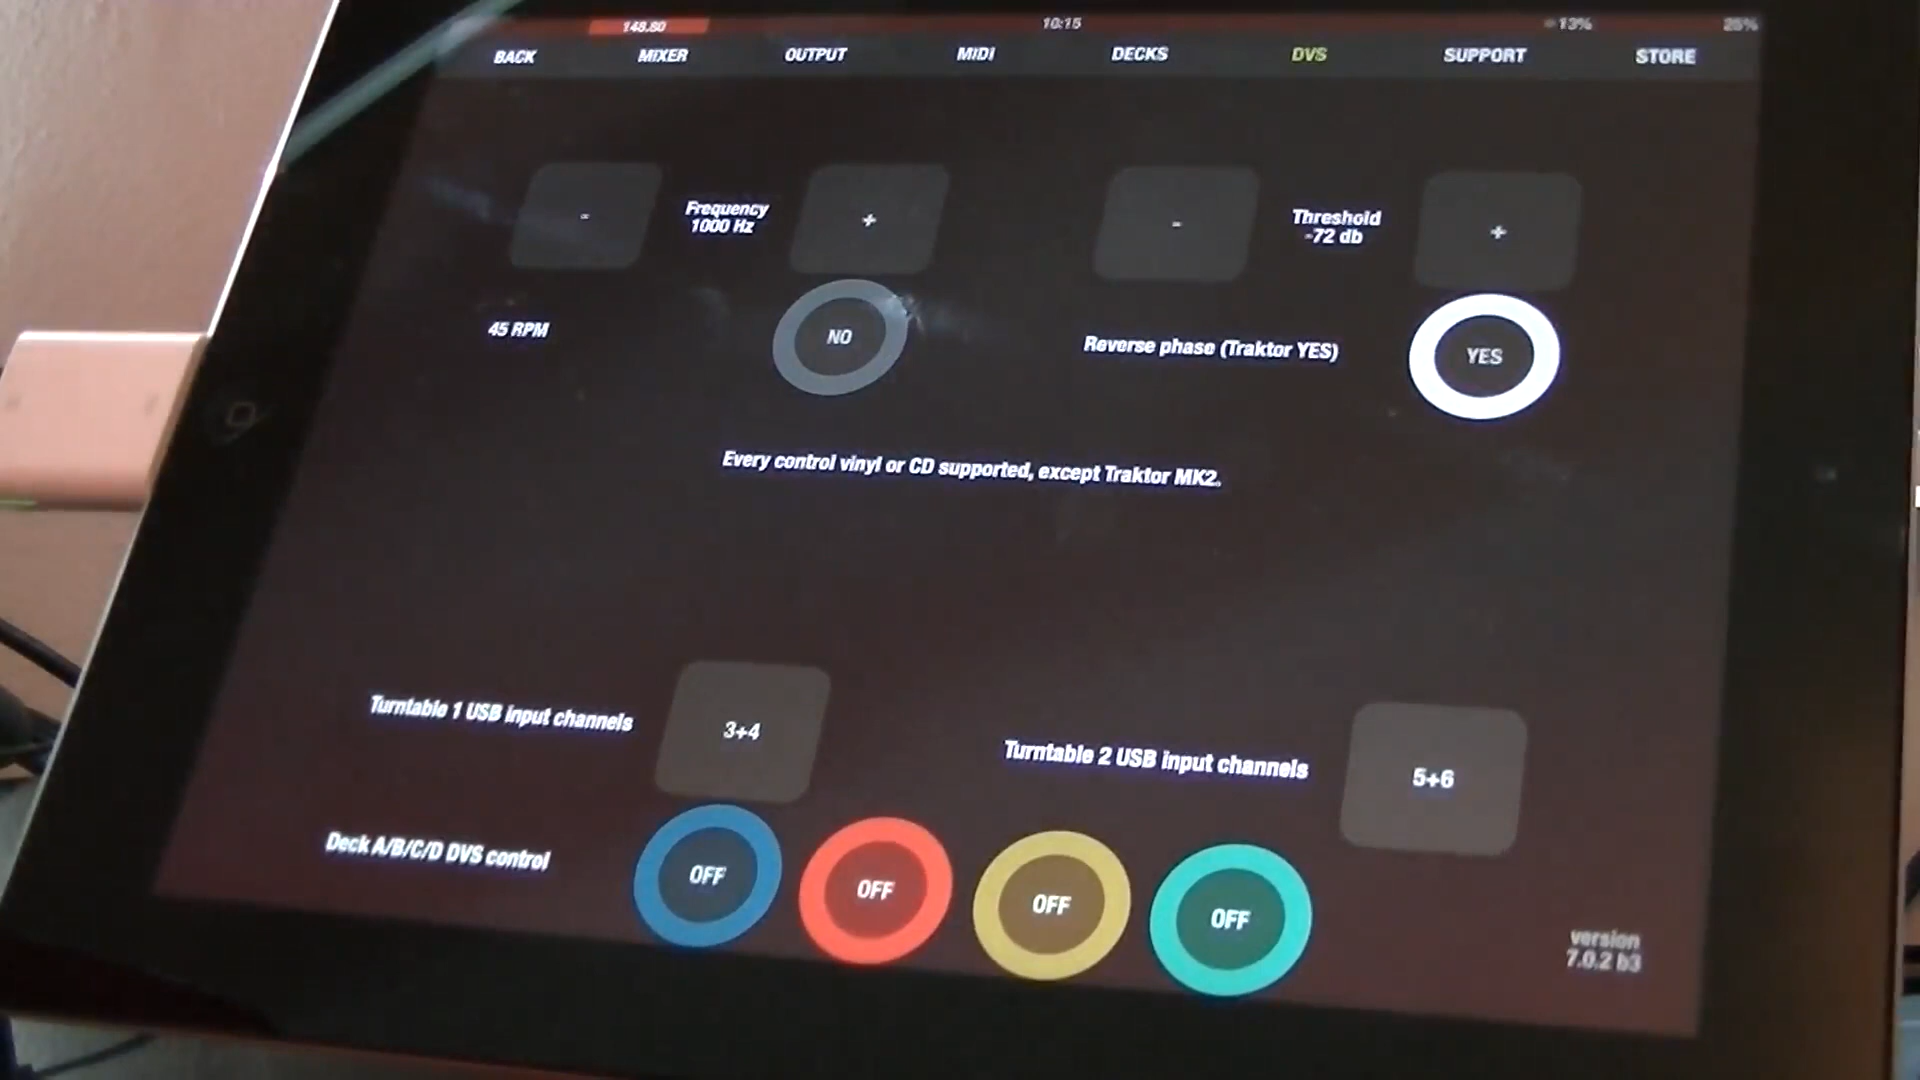 148.80 10:15 13% 25%
BACK MIXER OUTPUT MIDI DECKS DVS SUPPORT STORE
- Frequency + - Threshold +
1000 Hz -72 db
45 RPM NO Reverse phase (Traktor YES) YES
Every control vinyl or CD supported, except Traktor MK2.
Turntable 1 USB input channels 3+4
Turntable 2 USB input channels 5+6
Deck A/B/C/D DVS control OFF OFF OFF OFF
version
7.0.2 b3